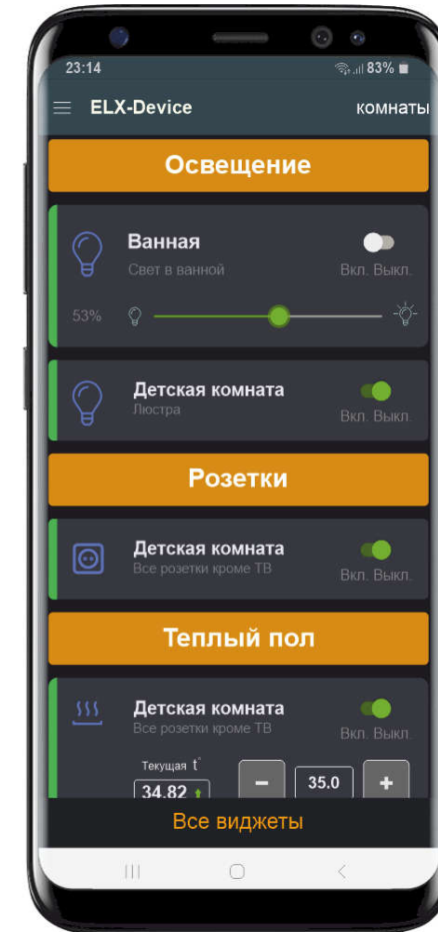 23:14 83%
ELX-Device комнаты
Освещение
Ванная
Свет в ванной
Вкл. Выкл.
53%
Детская комната
Люстра
Вкл. Выкл.
Розетки
Детская комната
Все розетки кроме ТВ
Вкл. Выкл.
Теплый пол
Детская комната
Все розетки кроме ТВ
Вкл. Выкл.
Текущая t°
34.82 − 35.0 +
Все виджеты